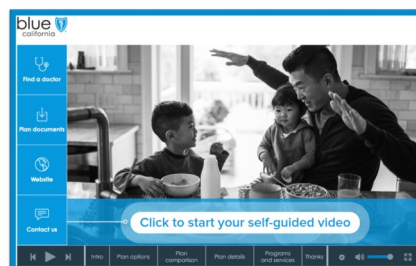 blue
california
Find a doctor
Plan documents
Website
Contact us
Click to start your self-guided video
Intro
Plan options
Plan comparison
Plan details
Programs and services
Thanks